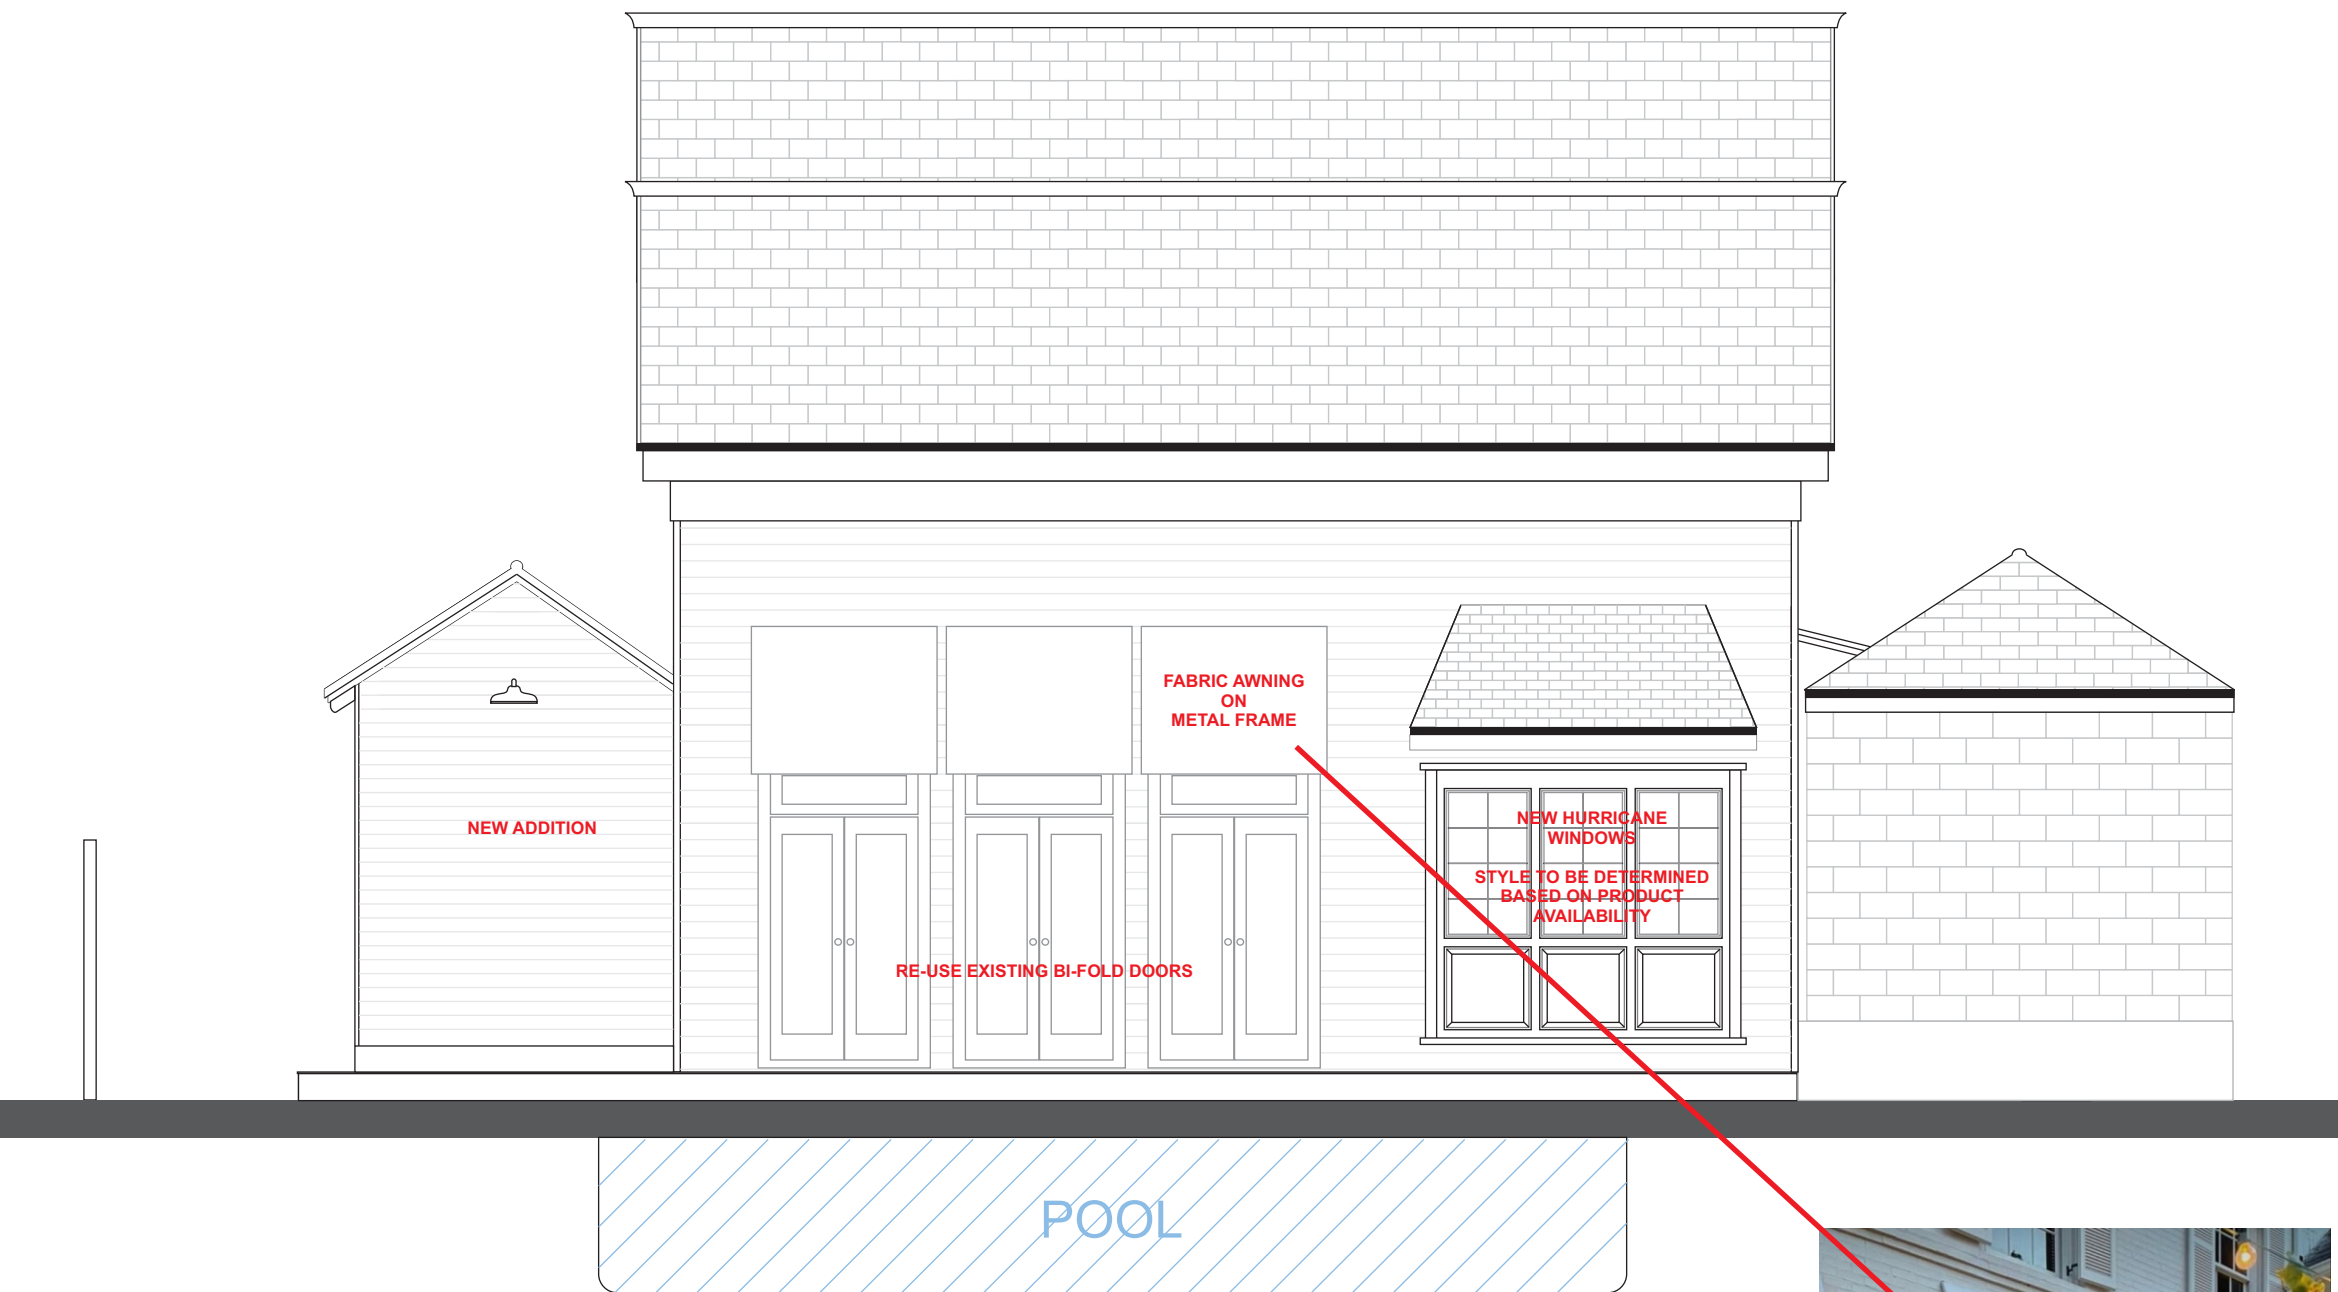 FABRIC AWNING
ON
METAL FRAME
NEW ADDITION
NEW HURRICANE
WINDOWS
STYLE TO BE DETERMINED
BASED ON PRODUCT
AVAILABILITY
RE-USE EXISTING BI-FOLD DOORS
POOL